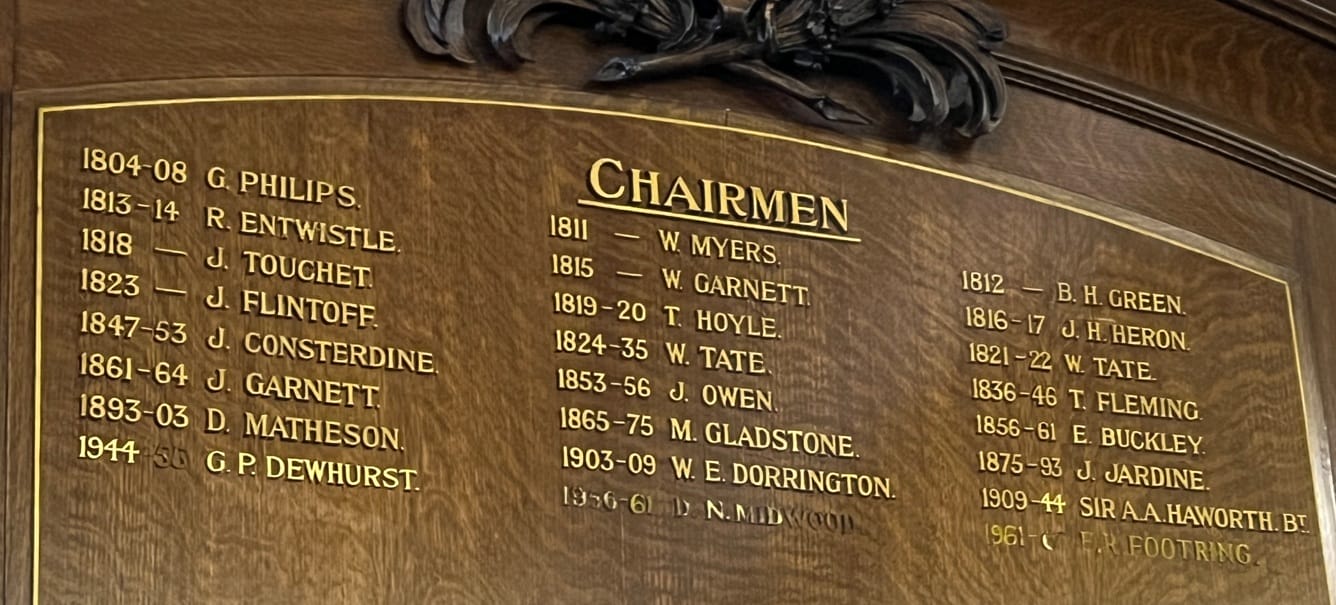 CHAIRMEN
1804-08 G. PHILIPS.
1811 — W. MYERS.
1812 — B. H. GREEN.
1813-14 R. ENTWISTLE.
1815 — W. GARNETT.
1816-17 J. H. HERON.
1818 — J. TOUCHET.
1819-20 T. HOYLE.
1821-22 W. TATE.
1823 — J. FLINTOFF.
1824-35 W. TATE.
1836-46 T. FLEMING.
1847-53 J. CONSTERDINE.
1853-56 J. OWEN.
1856-61 E. BUCKLEY.
1861-64 J. GARNETT.
1865-75 M. GLADSTONE.
1875-93 J. JARDINE.
1893-03 D. MATHESON.
1903-09 W. E. DORRINGTON.
1909-44 SIR A.A. HAWORTH. BT.
1944 G. P. DEWHURST.
1956-61 D. N. MIDWOOD.
FOOTRING.